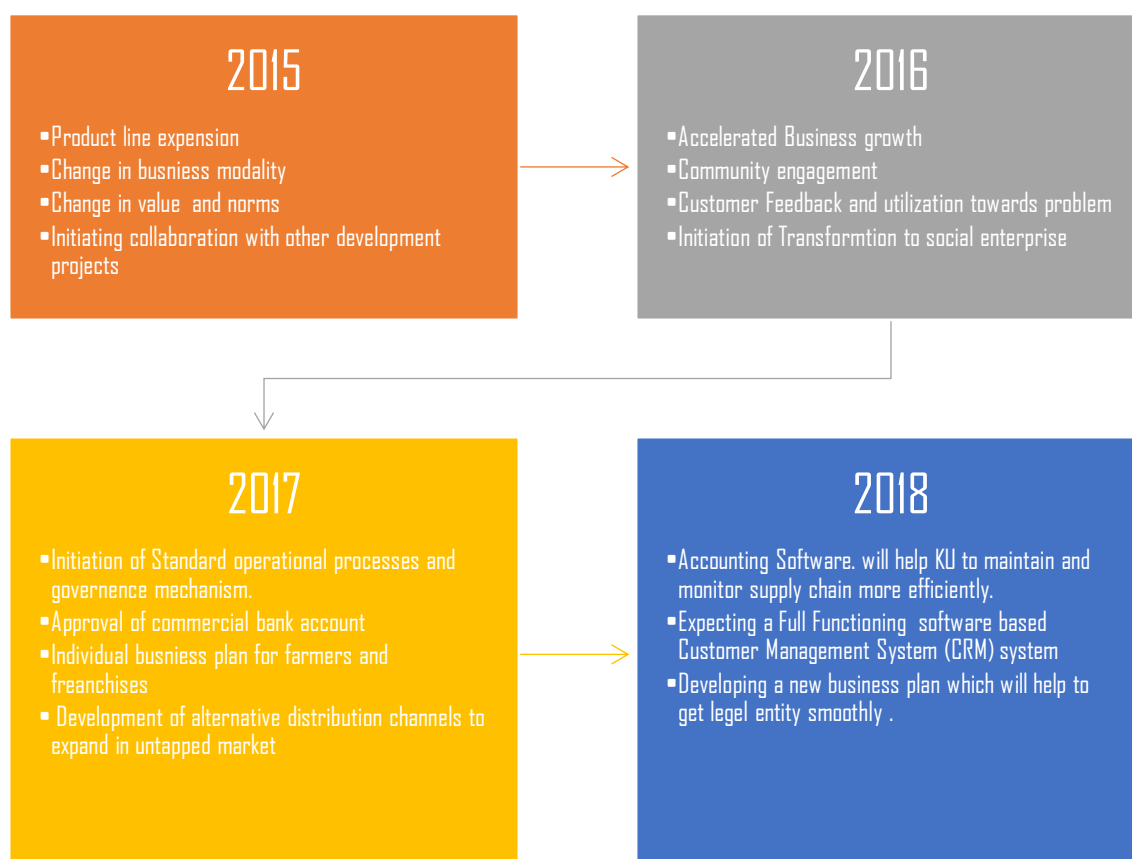 2015
▪Product line expension
▪Change in busniess modality
▪Change in value  and norms
▪Initiating collaboration with other development
projects
2016
▪Accelerated Business growth
▪Community engagement
▪Customer Feedback and utilization towards problem
▪Initiation of Transformtion to social enterprise
2017
▪Initiation of Standard operational processes and
governence mechanism.
▪Approval of commercial bank account
▪Individual busniess plan for farmers and
freanchises
▪ Development of alternative distribution channels to
expand in untapped market
2018
▪Accounting Software. will help KU to maintain and
monitor supply chain more efficiently.
▪Expecting a Full Functioning  software based
Customer Management System (CRM) system
▪Developing a new business plan which will help to
get legel entity smoothly .